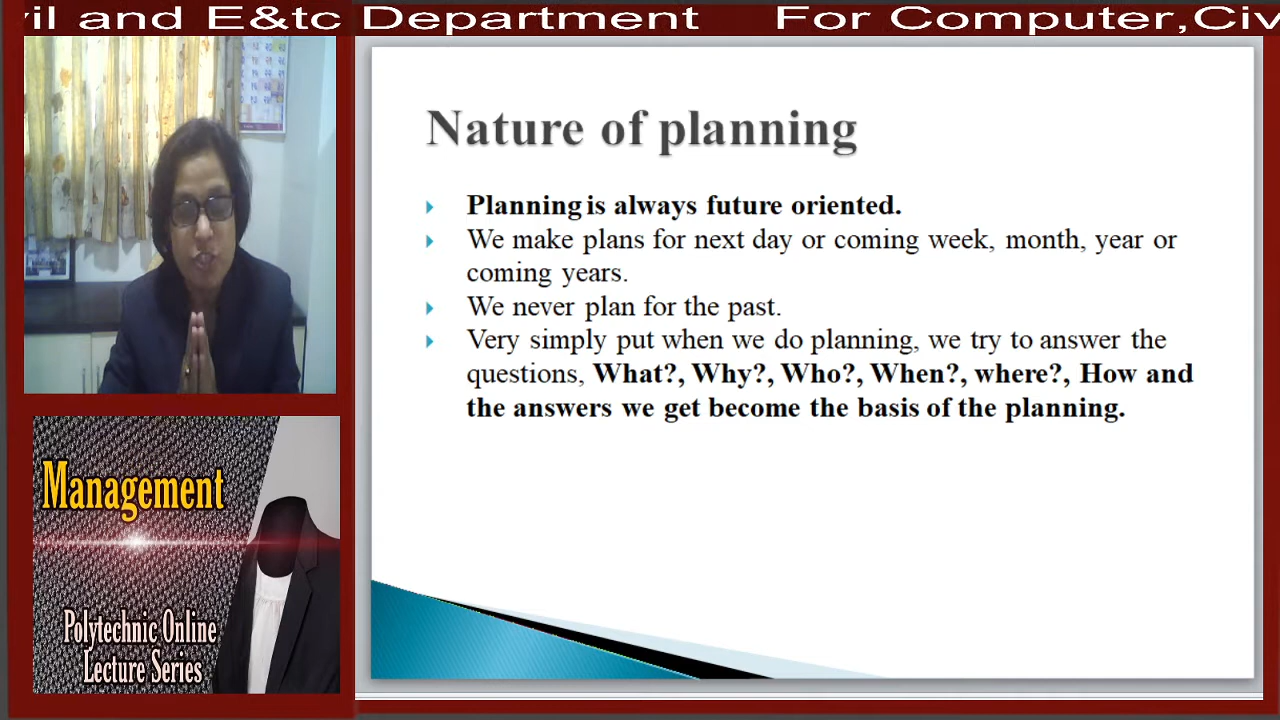 vil and E&tc Department For Computer,Civ
Nature of planning
Planning is always future oriented.
We make plans for next day or coming week, month, year or
coming years.
We never plan for the past.
Very simply put when we do planning, we try to answer the
questions, What?, Why?, Who?, When?, where?, How and
the answers we get become the basis of the planning.
Management
Polytechnic Online
Lecture Series